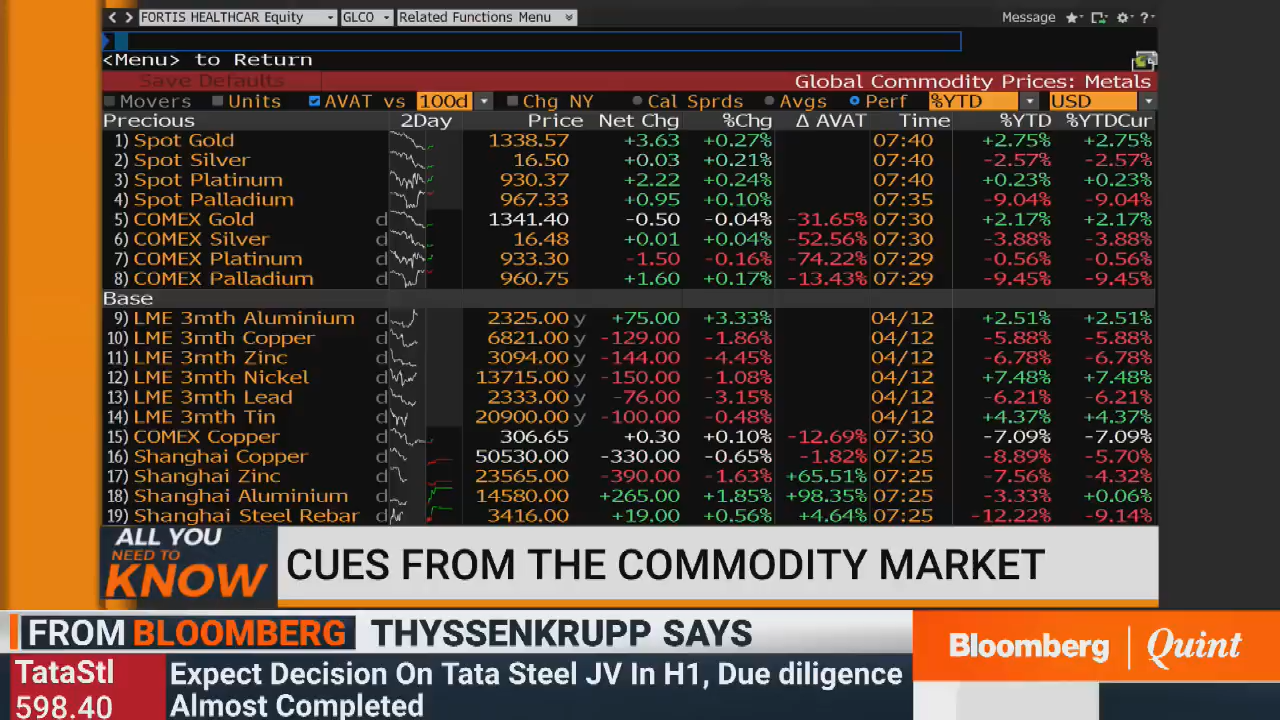 FORTIS HEALTHCAR Equity GLCO Related Functions Menu Message ?
<Menu> to Return
Save Defaults Global Commodity Prices: Metals
Movers Units AVAT vs 100d Chg NY Cal Sprds Avgs Perf %YTD USD
Precious 2Day Price Net Chg %Chg Δ AVAT Time %YTD %YTDCur
1) Spot Gold 1338.57 +3.63 +0.27% 07:40 +2.75% +2.75%
2) Spot Silver 16.50 +0.03 +0.21% 07:40 -2.57% -2.57%
3) Spot Platinum 930.37 +2.22 +0.24% 07:40 +0.23% +0.23%
4) Spot Palladium 967.33 +0.95 +0.10% 07:35 -9.04% -9.04%
5) COMEX Gold d 1341.40 -0.50 -0.04% -31.65% 07:30 +2.17% +2.17%
6) COMEX Silver d 16.48 +0.01 +0.04% -52.56% 07:30 -3.88% -3.88%
7) COMEX Platinum d 933.30 -1.50 -0.16% -74.22% 07:29 -0.56% -0.56%
8) COMEX Palladium d 960.75 +1.60 +0.17% -13.43% 07:29 -9.45% -9.45%
Base
9) LME 3mth Aluminium d 2325.00 y +75.00 +3.33% 04/12 +2.51% +2.51%
10) LME 3mth Copper d 6821.00 y -129.00 -1.86% 04/12 -5.88% -5.88%
11) LME 3mth Zinc d 3094.00 y -144.00 -4.45% 04/12 -6.78% -6.78%
12) LME 3mth Nickel d 13715.00 y -150.00 -1.08% 04/12 +7.48% +7.48%
13) LME 3mth Lead d 2333.00 y -76.00 -3.15% 04/12 -6.21% -6.21%
14) LME 3mth Tin d 20900.00 y -100.00 -0.48% 04/12 +4.37% +4.37%
15) COMEX Copper d 306.65 +0.30 +0.10% -12.69% 07:30 -7.09% -7.09%
16) Shanghai Copper d 50530.00 -330.00 -0.65% -1.82% 07:25 -8.89% -5.70%
17) Shanghai Zinc d 23565.00 -390.00 -1.63% +65.51% 07:25 -7.56% -4.32%
18) Shanghai Aluminium d 14580.00 +265.00 +1.85% +98.35% 07:25 -3.33% +0.06%
19) Shanghai Steel Rebar d 3416.00 +19.00 +0.56% +4.64% 07:25 -12.22% -9.14%
ALL YOU
NEED TO
KNOW
CUES FROM THE COMMODITY MARKET
FROM BLOOMBERG THYSSENKRUPP SAYS
Bloomberg | Quint
TataStl
598.40
Expect Decision On Tata Steel JV In H1, Due diligence
Almost Completed